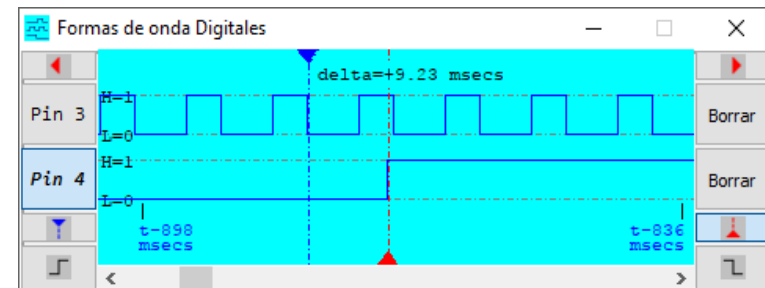 Formas de onda Digitales
delta=+9.23 msecs
H=1
Pin 3
Borrar
L=0
H=1
Pin 4
Borrar
L=0
t-898
msecs
t-836
msecs